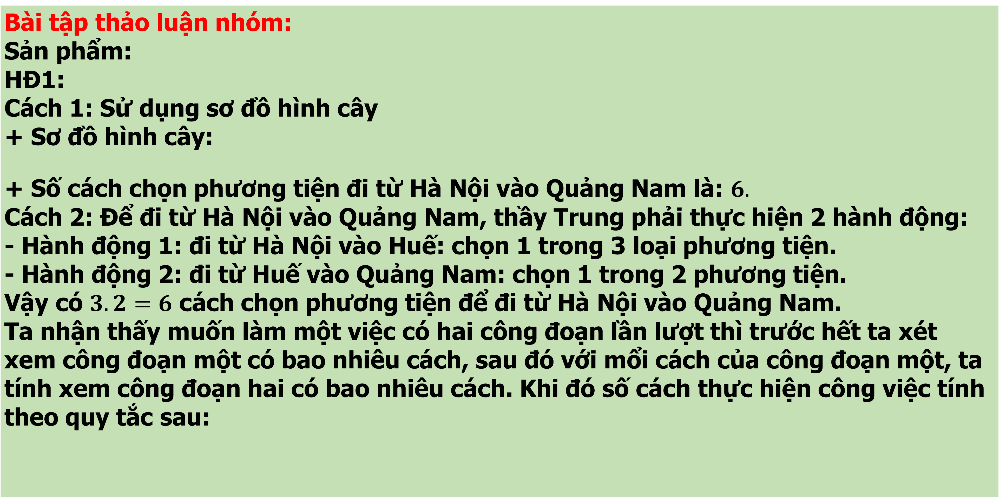 Bài tập thảo luận nhóm:
Sản phẩm:
HĐ1:
Cách 1: Sử dụng sơ đồ hình cây
+ Sơ đồ hình cây:
+ Số cách chọn phương tiện đi từ Hà Nội vào Quảng Nam là: 6.
Cách 2: Để đi từ Hà Nội vào Quảng Nam, thầy Trung phải thực hiện 2 hành động:
- Hành động 1: đi từ Hà Nội vào Huế: chọn 1 trong 3 loại phương tiện.
- Hành động 2: đi từ Huế vào Quảng Nam: chọn 1 trong 2 phương tiện.
Vậy có 3. 2 = 6 cách chọn phương tiện để đi từ Hà Nội vào Quảng Nam.
Ta nhận thấy muốn làm một việc có hai công đoạn lần lượt thì trước hết ta xét
xem công đoạn một có bao nhiêu cách, sau đó với mổi cách của công đoạn một, ta
tính xem công đoạn hai có bao nhiêu cách. Khi đó số cách thực hiện công việc tính
theo quy tắc sau: